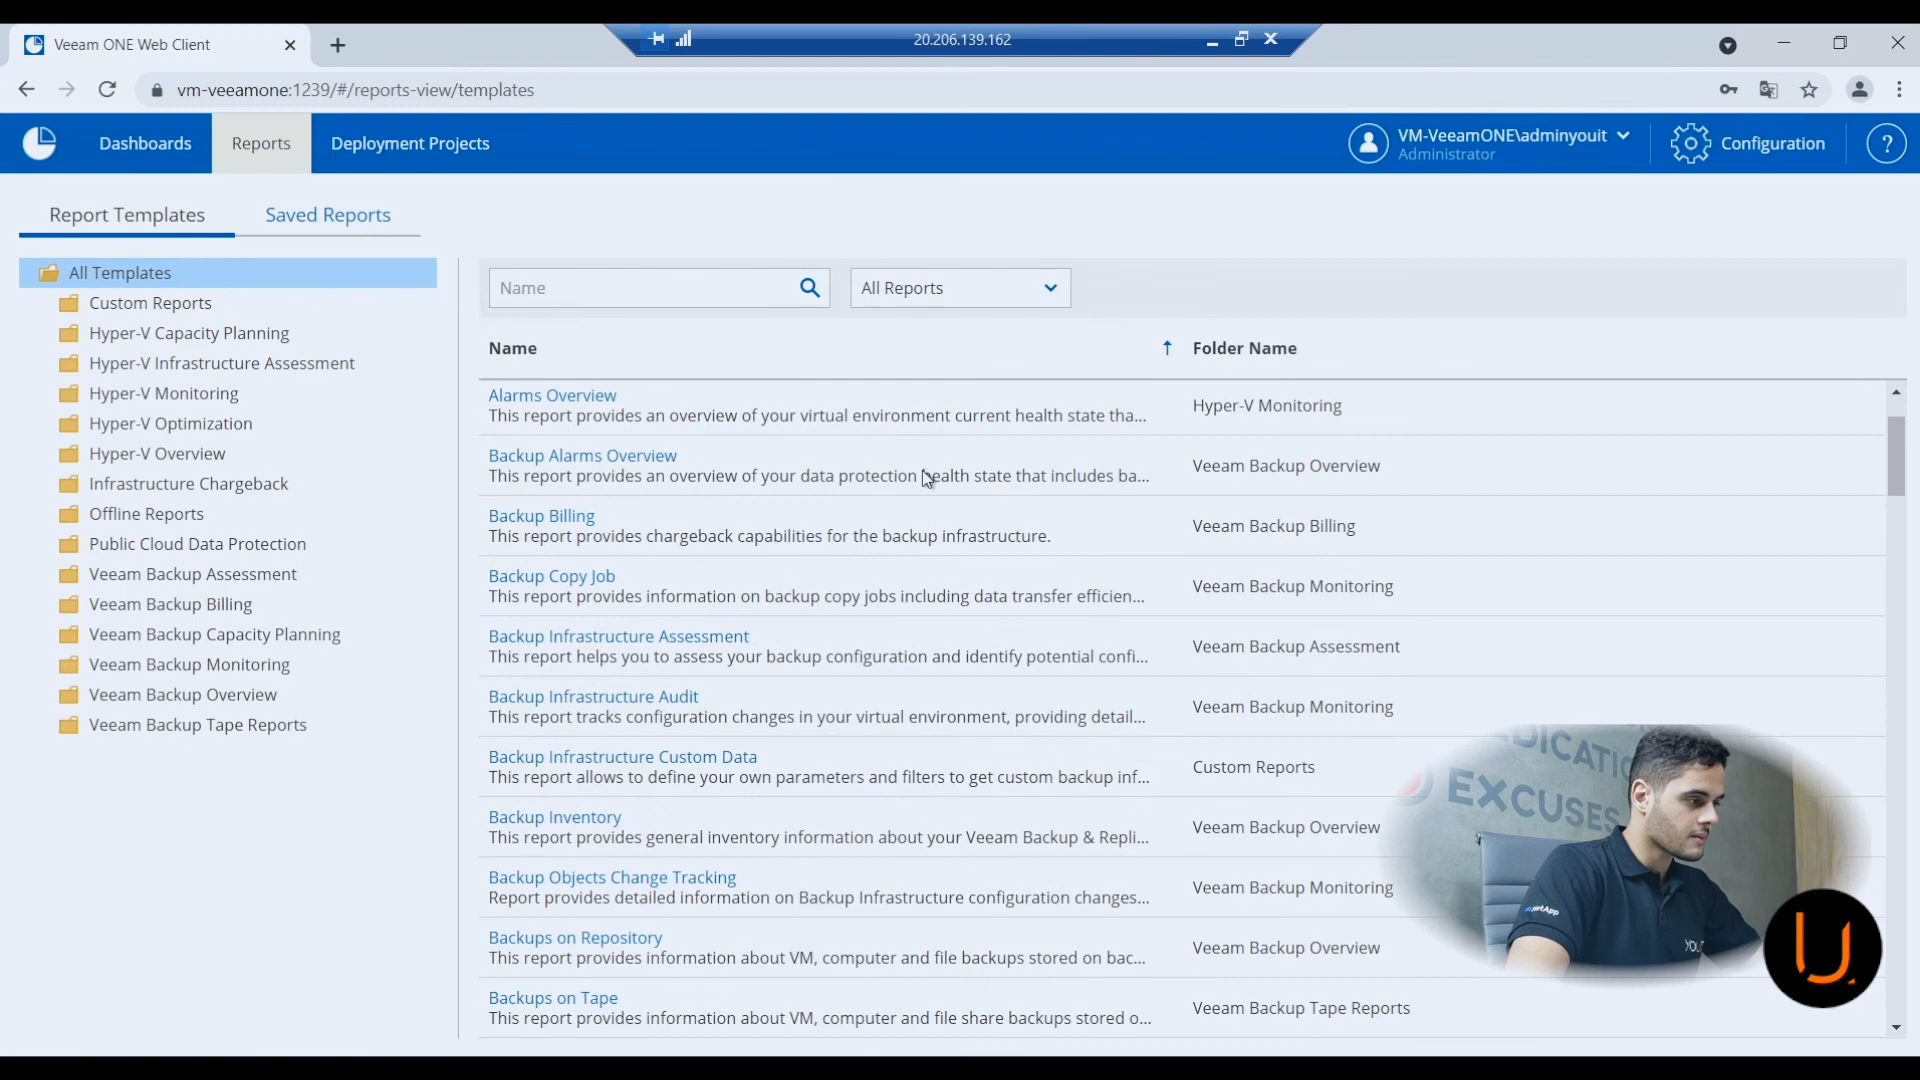 Veeam ONE Web Client
20.206.139.162
vm-veeamone:1239/#/reports-view/templates
Dashboards
Reports
Deployment Projects
VM-VeeamONE\adminyouit
Administrator
Configuration
?
Report Templates
Saved Reports
All Templates
Custom Reports
Hyper-V Capacity Planning
Hyper-V Infrastructure Assessment
Hyper-V Monitoring
Hyper-V Optimization
Hyper-V Overview
Infrastructure Chargeback
Offline Reports
Public Cloud Data Protection
Veeam Backup Assessment
Veeam Backup Billing
Veeam Backup Capacity Planning
Veeam Backup Monitoring
Veeam Backup Overview
Veeam Backup Tape Reports
Name
All Reports
Name
Folder Name
Alarms Overview
This report provides an overview of your virtual environment current health state tha...
Hyper-V Monitoring
Backup Alarms Overview
This report provides an overview of your data protection health state that includes ba...
Veeam Backup Overview
Backup Billing
This report provides chargeback capabilities for the backup infrastructure.
Veeam Backup Billing
Backup Copy Job
This report provides information on backup copy jobs including data transfer efficien...
Veeam Backup Monitoring
Backup Infrastructure Assessment
This report helps you to assess your backup configuration and identify potential confi...
Veeam Backup Assessment
Backup Infrastructure Audit
This report tracks configuration changes in your virtual environment, providing detail...
Veeam Backup Monitoring
Backup Infrastructure Custom Data
This report allows to define your own parameters and filters to get custom backup inf...
Custom Reports
Backup Inventory
This report provides general inventory information about your Veeam Backup & Repli...
Veeam Backup Overview
Backup Objects Change Tracking
Report provides detailed information on Backup Infrastructure configuration changes...
Veeam Backup Monitoring
Backups on Repository
This report provides information about VM, computer and file backups stored on bac...
Veeam Backup Overview
Backups on Tape
This report provides information about VM, computer and file share backups stored o...
Veeam Backup Tape Reports
EXCUSES
NetApp
U